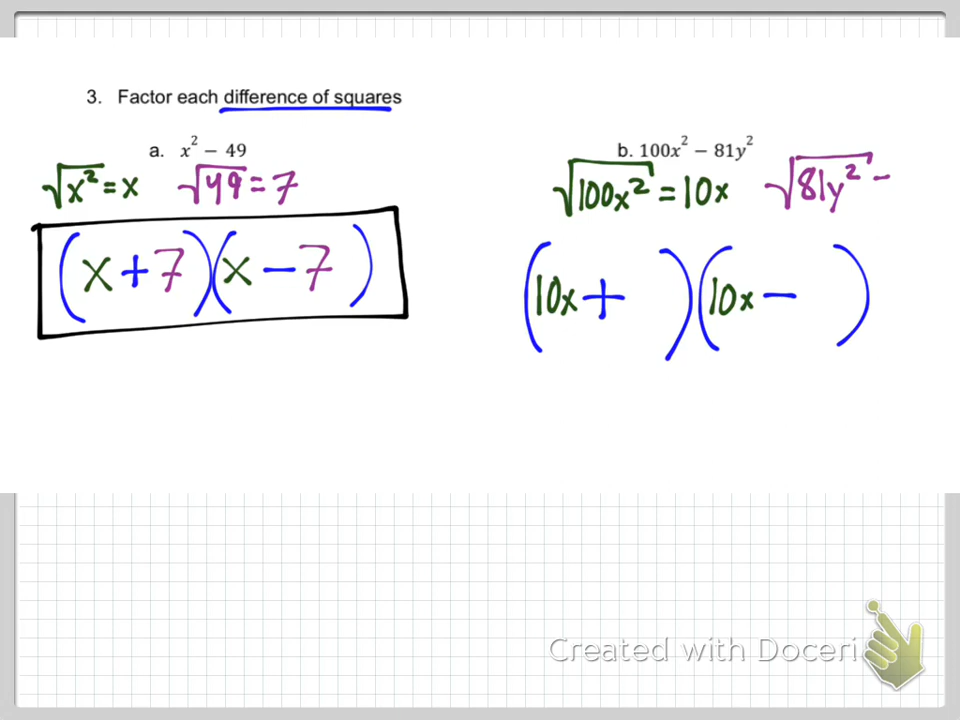 3. Factor each difference of squares
a. x² − 49
b. 100x² − 81y²
√x² = x √49 = 7
√100x² = 10x √81y² −
(x + 7)(x − 7)
(10x + )(10x − )
Created with Doceri